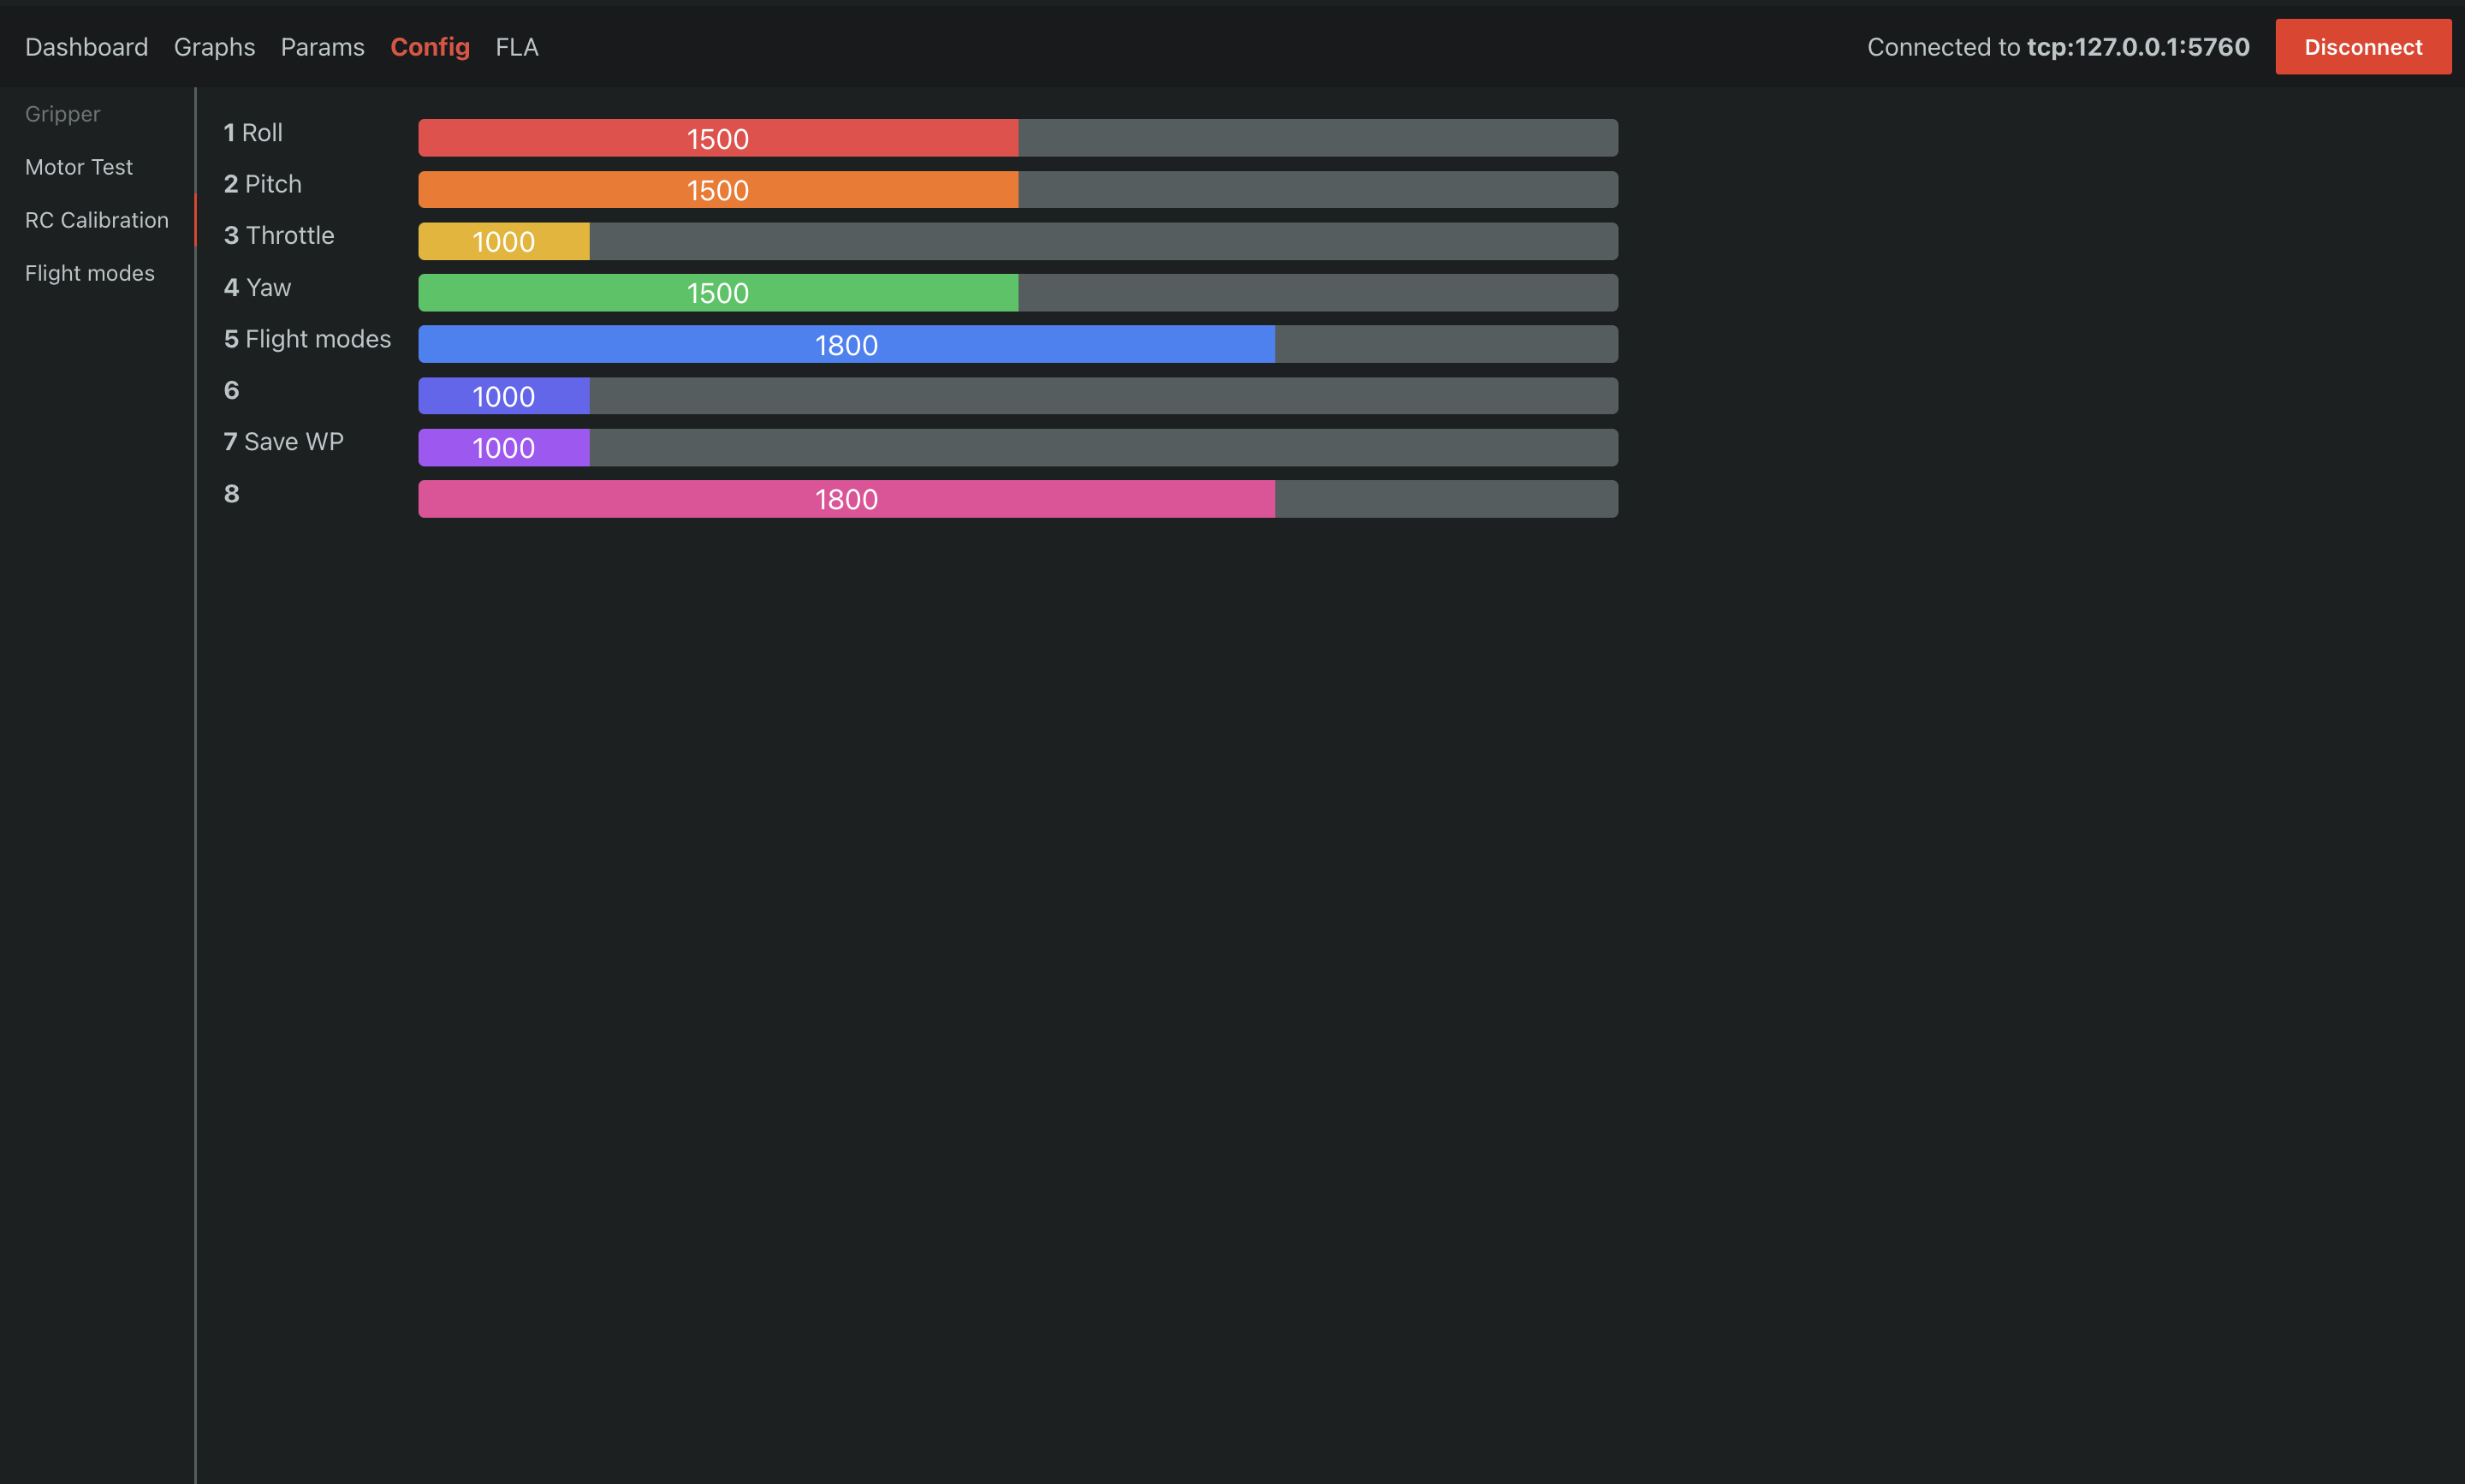 Dashboard Graphs Params Config FLA Connected to tcp:127.0.0.1:5760 Disconnect
Gripper
Motor Test
RC Calibration
Flight modes
1 Roll 1500
2 Pitch 1500
3 Throttle 1000
4 Yaw 1500
5 Flight modes 1800
6 1000
7 Save WP 1000
8 1800